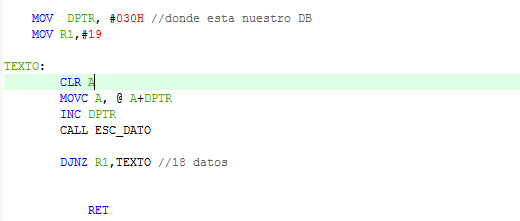 MOV  DPTR, #030H //donde esta nuestro DB
MOV R1,#19
TEXTO:
CLR A
MOVC A, @ A+DPTR
INC DPTR
CALL ESC_DATO
DJNZ R1,TEXTO //18 datos
RET